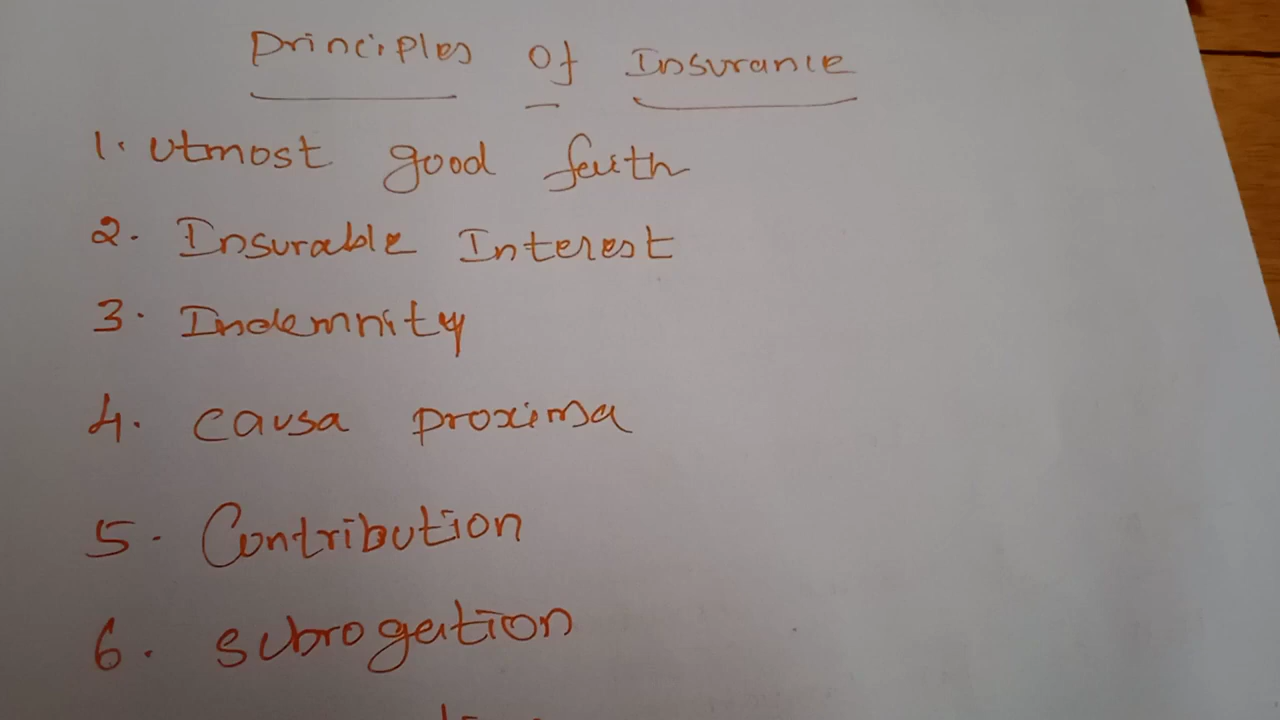 Principles of Insurance
1. Utmost good faith
2. Insurable Interest
3. Indemnity
4. causa proxima
5. Contribution
6. subrogation